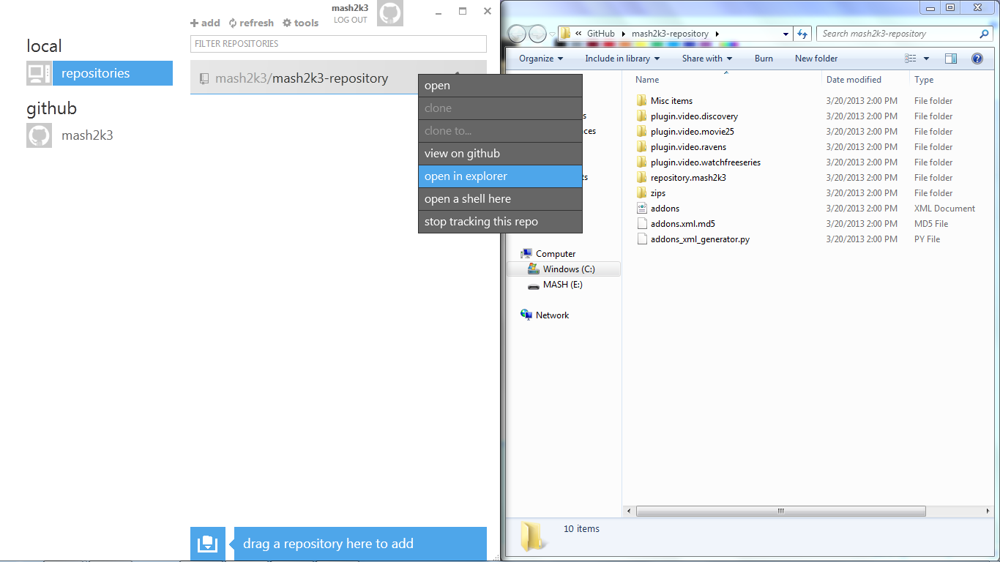 mash2k3
LOG OUT
+ add refresh tools
FILTER REPOSITORIES
local
repositories
github
mash2k3
mash2k3/mash2k3-repository
open
clone
clone to...
view on github
open in explorer
open a shell here
stop tracking this repo
drag a repository here to add
« GitHub mash2k3-repository
Search mash2k3-repository
Organize Include in library Share with Burn New folder
Name Date modified Type
Misc items 3/20/2013 2:00 PM File folder
plugin.video.discovery 3/20/2013 2:00 PM File folder
plugin.video.movie25 3/20/2013 2:00 PM File folder
plugin.video.ravens 3/20/2013 2:00 PM File folder
plugin.video.watchfreeseries 3/20/2013 2:00 PM File folder
repository.mash2k3 3/20/2013 2:00 PM File folder
zips 3/20/2013 2:00 PM File folder
addons 3/20/2013 2:00 PM XML Document
addons.xml.md5 3/20/2013 2:00 PM MD5 File
addons_xml_generator.py 3/20/2013 2:00 PM PY File
Computer
Windows (C:)
MASH (E:)
Network
10 items